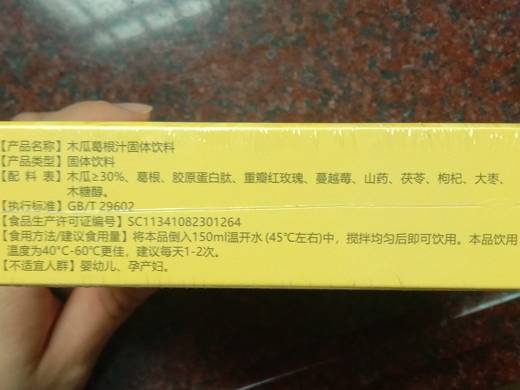 【产品名称】木瓜葛根汁固体饮料
【产品类型】固体饮料
【配 料 表】木瓜≥30%、葛根、胶原蛋白肽、重瓣红玫瑰、蔓越莓、山药、茯苓、枸杞、大枣、
木糖醇。
【执行标准】GB/T 29602
【食品生产许可证编号】SC11341082301264
【食用方法/建议食用量】将本品倒入150ml温开水(45℃左右)中，搅拌均匀后即可饮用。本品饮用
温度为40°C-60℃更佳，建议每天1-2次。
【不适宜人群】婴幼儿、孕产妇。